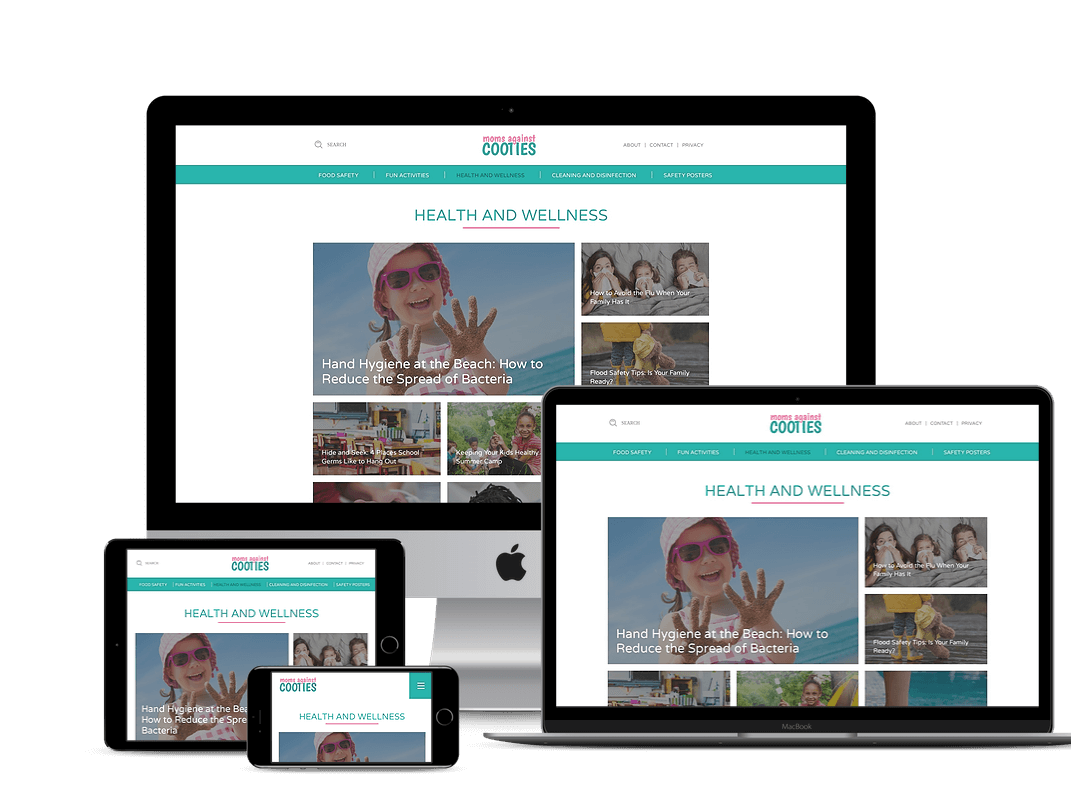 SEARCH
moms against
COOTIES
ABOUT | CONTACT | PRIVACY
FOOD SAFETY | FUN ACTIVITIES | HEALTH AND WELLNESS | CLEANING AND DISINFECTION | SAFETY POSTERS
HEALTH AND WELLNESS
Hand Hygiene at the Beach: How to
Reduce the Spread of Bacteria
How to Avoid the Flu When Your
Family Has It
Flood Safety Tips: Is Your Family
Ready?
Hide and Seek: 4 Places School
Germs Like to Hang Out
Keeping Your Kids Healthy
Summer Camp
SEARCH
moms against
COOTIES
ABOUT | CONTACT | PRIVACY
FOOD SAFETY | FUN ACTIVITIES | HEALTH AND WELLNESS | CLEANING AND DISINFECTION | SAFETY POSTERS
HEALTH AND WELLNESS
Hand Hygiene at the Beach: How to
Reduce the Spread of Bacteria
How to Avoid the Flu When Your
Family Has It
Flood Safety Tips: Is Your Family
Ready?
MacBook
SEARCH
moms against
COOTIES
ABOUT | CONTACT | PRIVACY
FOOD SAFETY | FUN ACTIVITIES | HEALTH AND WELLNESS | CLEANING AND DISINFECTION | SAFETY POSTERS
HEALTH AND WELLNESS
Hand Hygiene at the Bea
How to Reduce the Spre
Bacteria
moms against
COOTIES
HEALTH AND WELLNESS